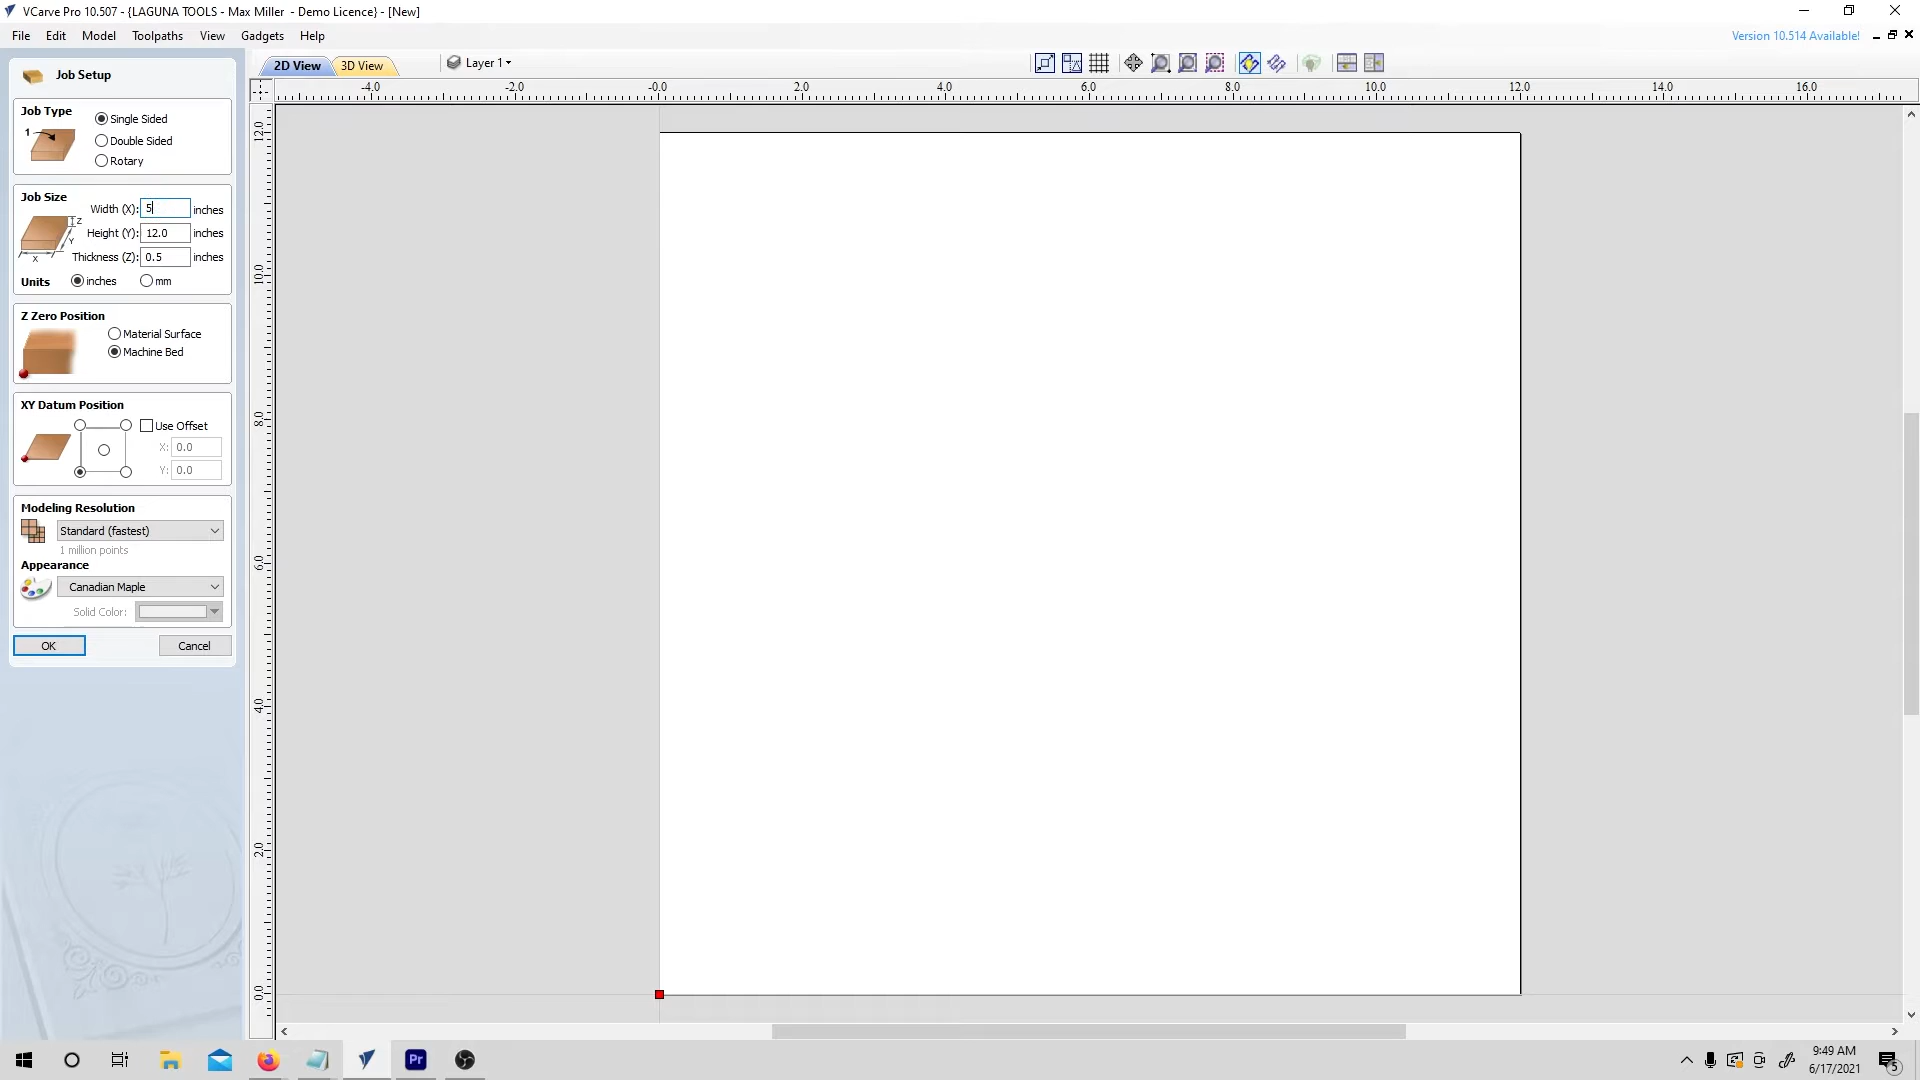 VCarve Pro 10.507 - {LAGUNA TOOLS - Max Miller  - Demo Licence} - [New]
File Edit Model Toolpaths View Gadgets Help
Version 10.514 Available!
Job Setup
2D View 3D View Layer 1
-4.0 -2.0 -0.0 2.0 4.0 6.0 8.0 10.0 12.0 14.0 16.0
Job Type
1
Single Sided
Double Sided
Rotary
Job Size
Z
Y
X
Width (X): 5 inches
Height (Y): 12.0 inches
Thickness (Z): 0.5 inches
Units inches mm
Z Zero Position
Material Surface
Machine Bed
XY Datum Position
Use Offset
X: 0.0
Y: 0.0
Modeling Resolution
Standard (fastest)
1 million points
Appearance
Canadian Maple
Solid Color:
OK Cancel
12.0
10.0
8.0
6.0
4.0
2.0
0.0
Pr
9:49 AM
6/17/2021
5